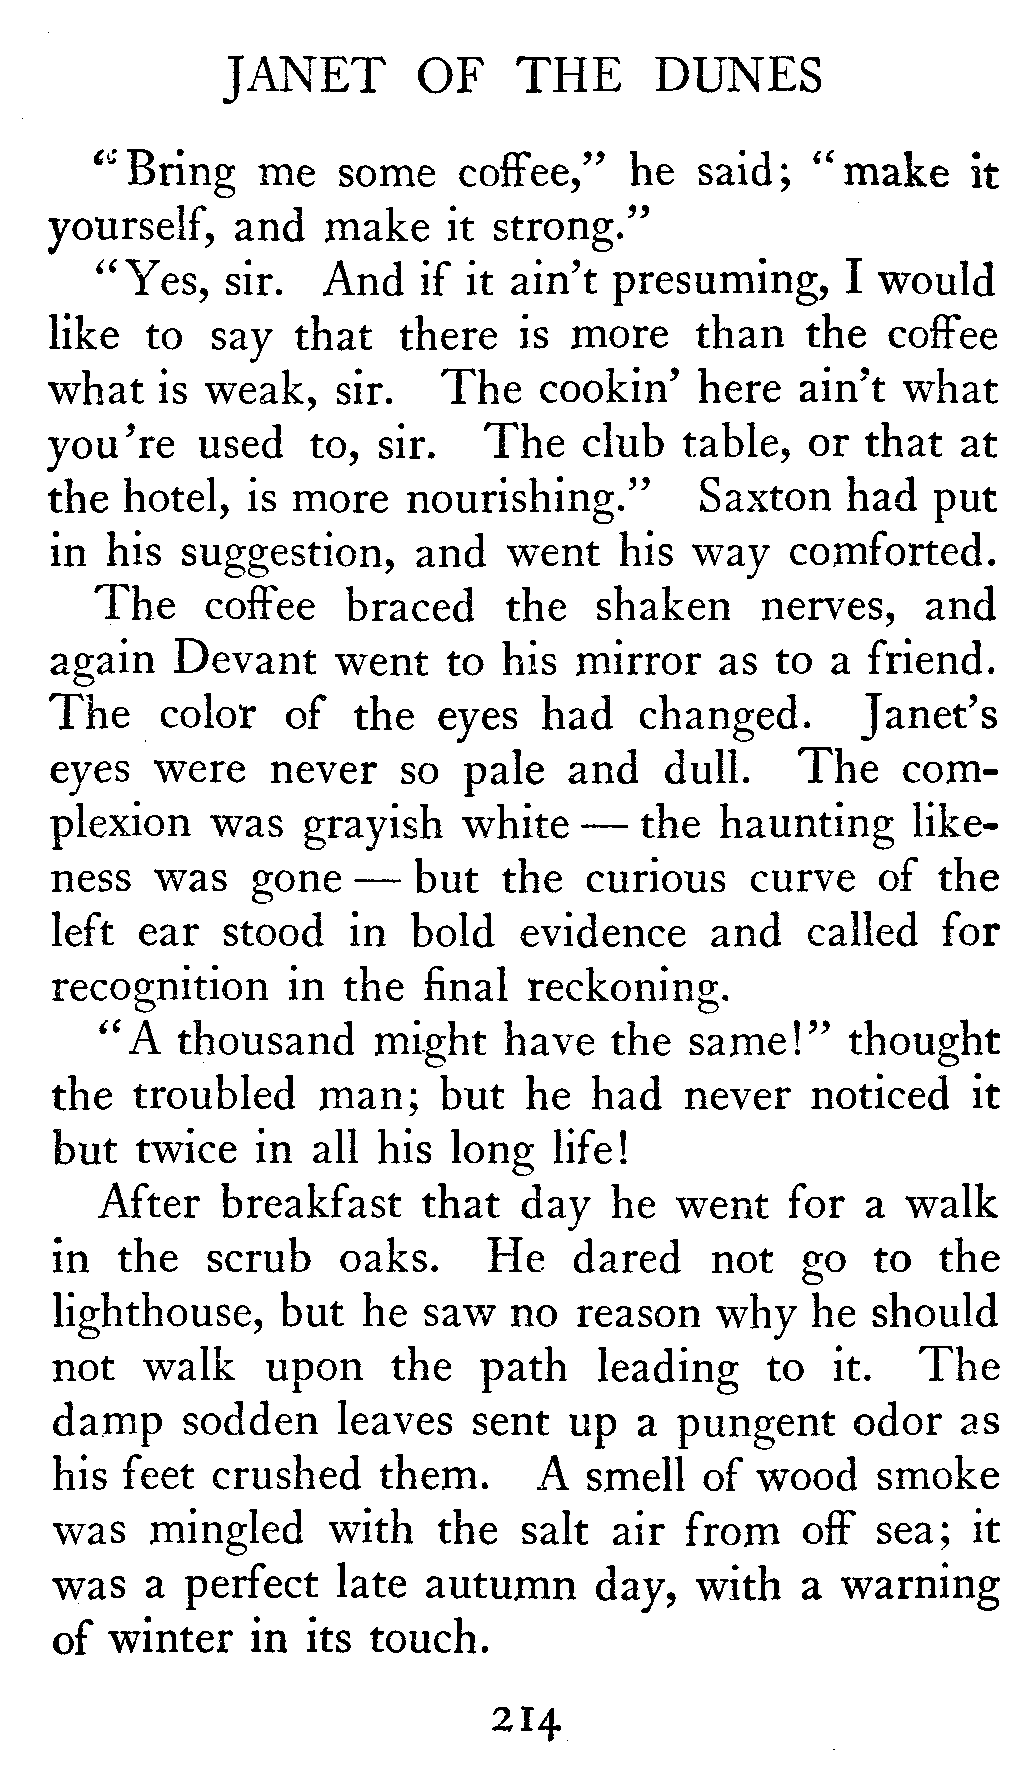 JANET OF THE DUNES
"Bring me some coffee," he said; "make it
yourself, and make it strong."
"Yes, sir. And if it ain't presuming, I would
like to say that there is more than the coffee
what is weak, sir. The cookin' here ain't what
you're used to, sir. The club table, or that at
the hotel, is more nourishing." Saxton had put
in his suggestion, and went his way comforted.
The coffee braced the shaken nerves, and
again Devant went to his mirror as to a friend.
The color of the eyes had changed. Janet's
eyes were never so pale and dull. The com-
plexion was grayish white — the haunting like-
ness was gone — but the curious curve of the
left ear stood in bold evidence and called for
recognition in the final reckoning.
"A thousand might have the same!" thought
the troubled man; but he had never noticed it
but twice in all his long life!
After breakfast that day he went for a walk
in the scrub oaks. He dared not go to the
lighthouse, but he saw no reason why he should
not walk upon the path leading to it. The
damp sodden leaves sent up a pungent odor as
his feet crushed them. A smell of wood smoke
was mingled with the salt air from off sea; it
was a perfect late autumn day, with a warning
of winter in its touch.
214